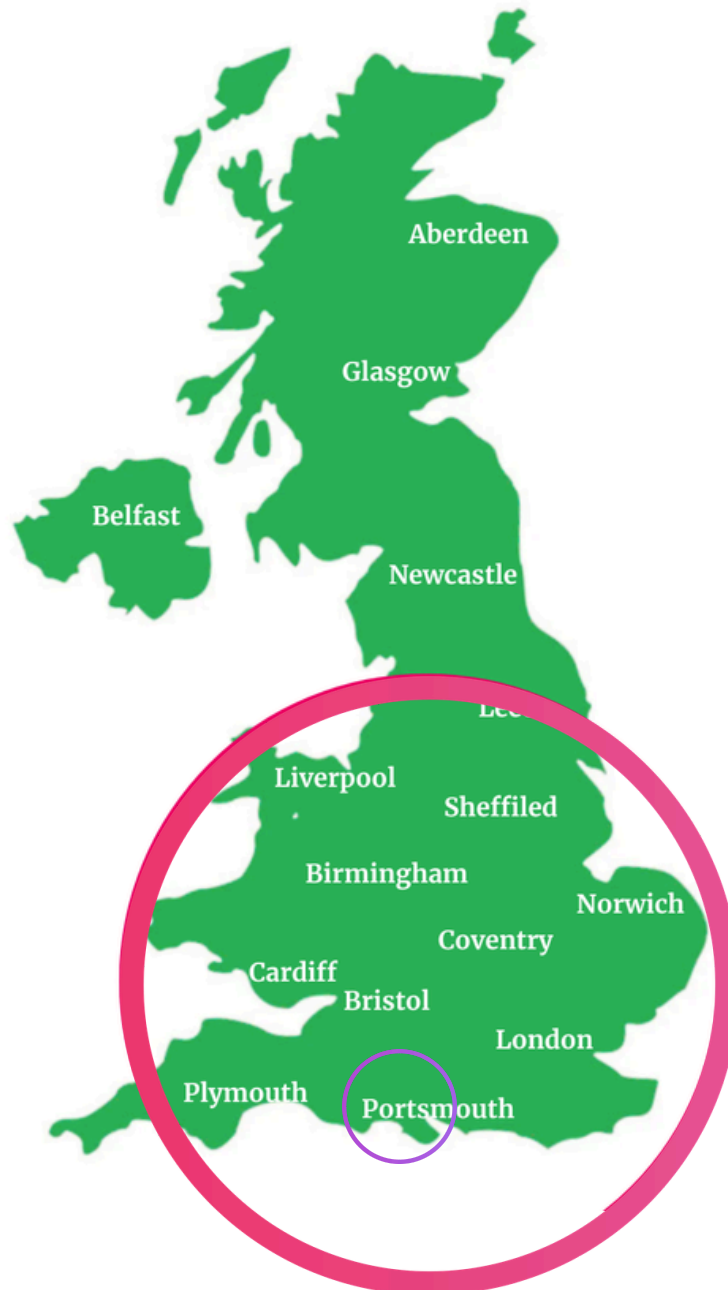 Aberdeen
Glasgow
Belfast
Newcastle
Liverpool
Sheffiled
Birmingham
Norwich
Coventry
Cardiff
Bristol
London
Plymouth
Portsmouth